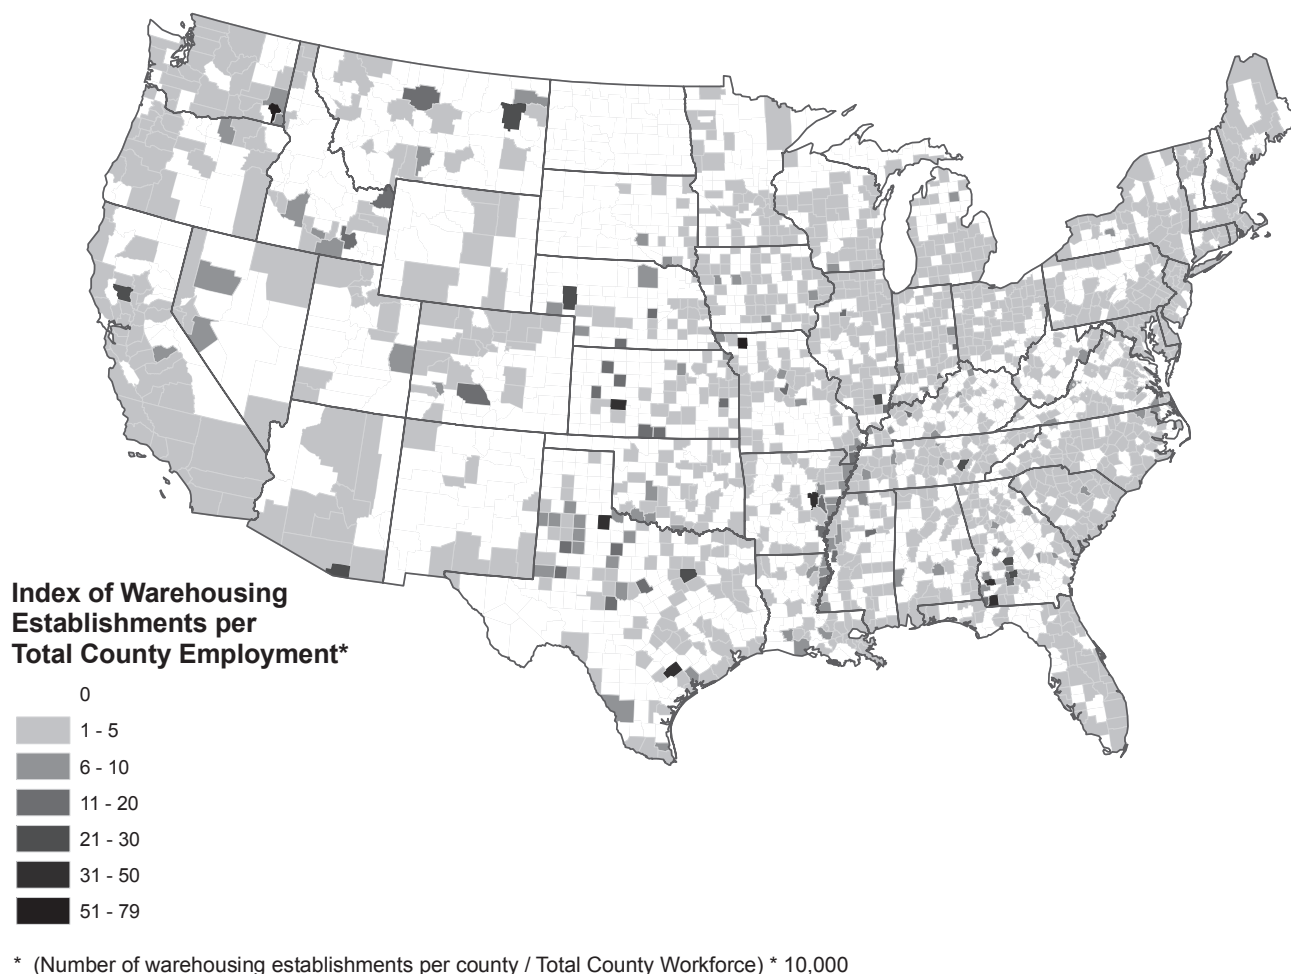 Index of Warehousing
Establishments per
Total County Employment*
0
1 - 5
6 - 10
11 - 20
21 - 30
31 - 50
51 - 79
* (Number of warehousing establishments per county / Total County Workforce) * 10,000